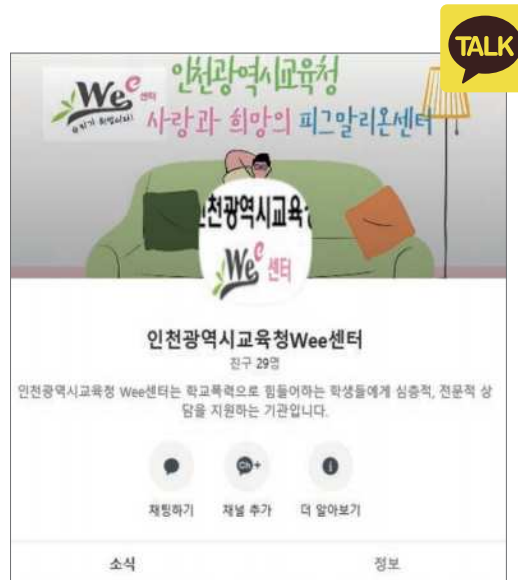 TALK
Wee 센터
인천광역시교육청
사랑과 희망의 피그말리온센터
인천광역시교육청
Wee 센터
인천광역시교육청Wee센터
친구 29명
인천광역시교육청 Wee센터는 학교폭력으로 힘들어하는 학생들에게 심층적, 전문적 상
담을 지원하는 기관입니다.
Ch+
채팅하기 채널 추가 더 알아보기
소식 정보